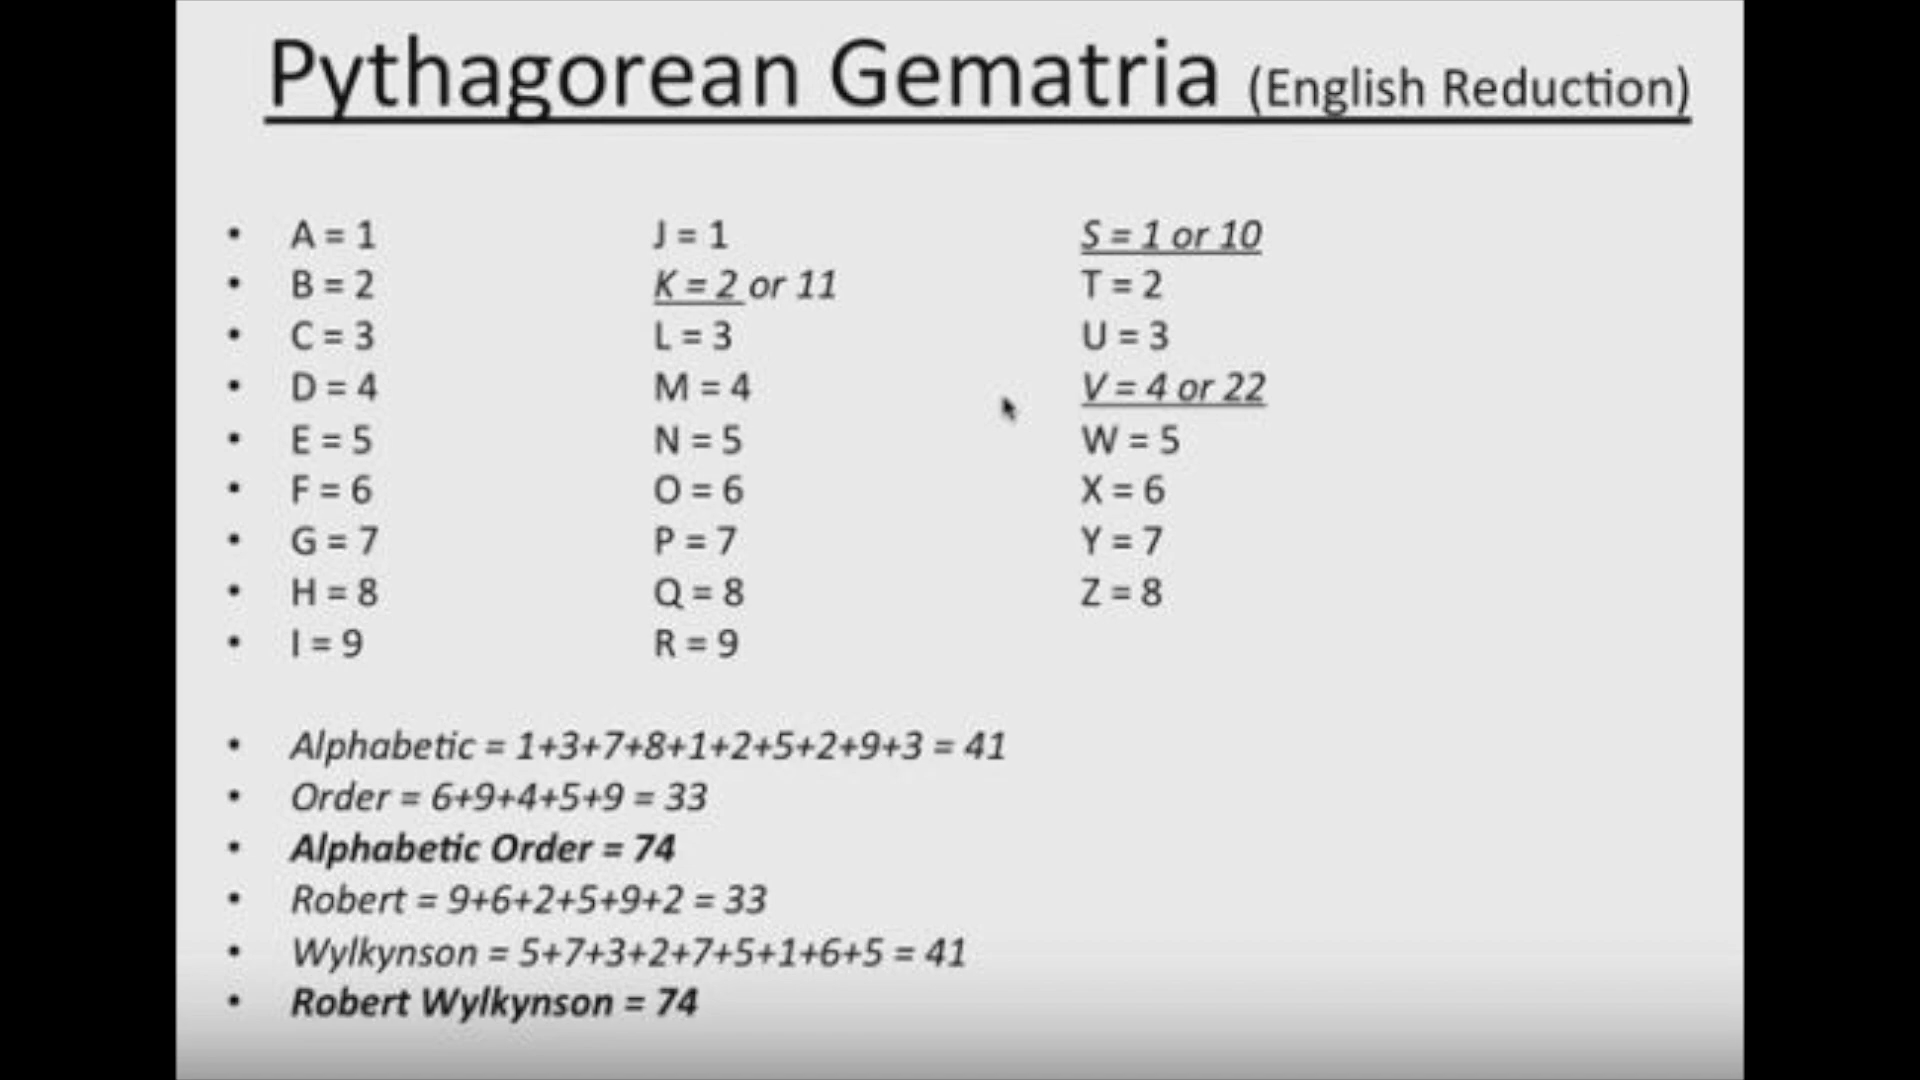 Pythagorean Gematria (English Reduction)
• A = 1 J = 1 S = 1 or 10
• B = 2 K = 2 or 11 T = 2
• C = 3 L = 3 U = 3
• D = 4 M = 4 V = 4 or 22
• E = 5 N = 5 W = 5
• F = 6 O = 6 X = 6
• G = 7 P = 7 Y = 7
• H = 8 Q = 8 Z = 8
• I = 9 R = 9
• Alphabetic = 1+3+7+8+1+2+5+2+9+3 = 41
• Order = 6+9+4+5+9 = 33
• Alphabetic Order = 74
• Robert = 9+6+2+5+9+2 = 33
• Wylkynson = 5+7+3+2+7+5+1+6+5 = 41
• Robert Wylkynson = 74